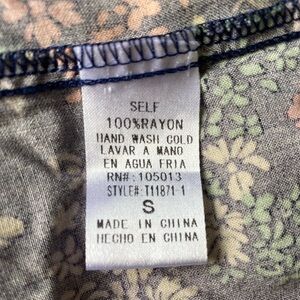 SELF
100%RAYON
HAND WASH COLD
LAVAR A MANO
EN AGUA FRIA
RN#: 105013
STYLE#: T11871-1
S
MADE IN CHINA
HECHO EN CHINA